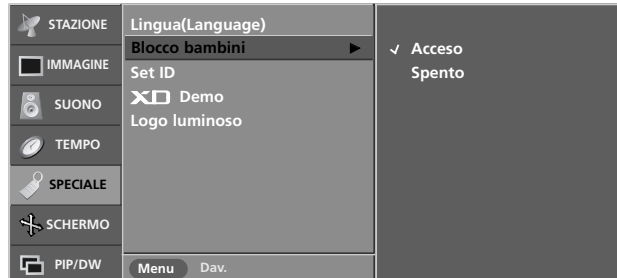 STAZIONE
IMMAGINE
SUONO
TEMPO
SPECIALE
SCHERMO
PIP/DW
Lingua(Language)
Blocco bambini
Set ID
XD Demo
Logo luminoso
Menu Dav.
Acceso
Spento